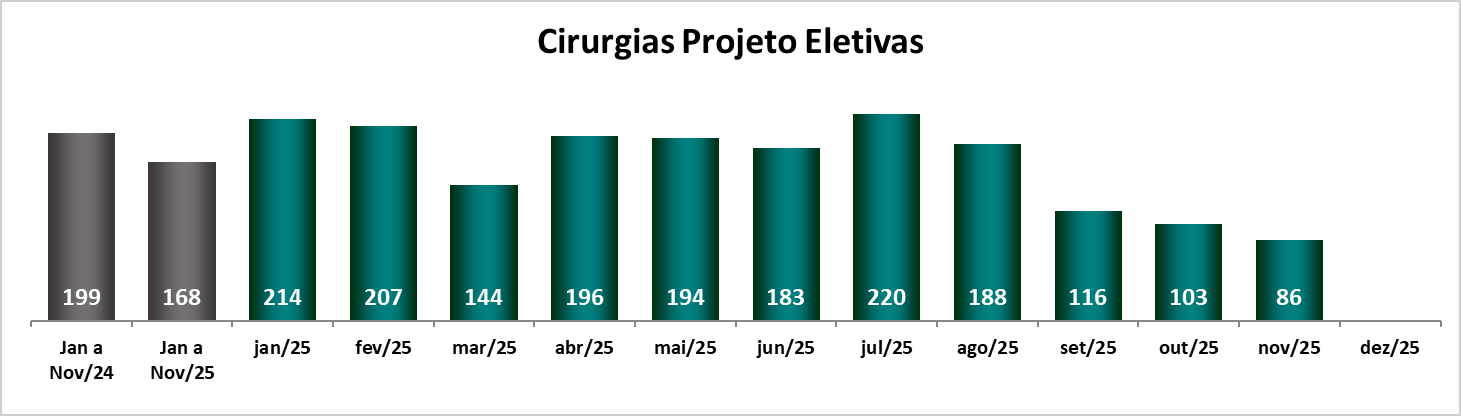 Cirurgias Projeto Eletivas
199 168 214 207 144 196 194 183 220 188 116 103 86
Jan a Jan a jan/25 fev/25 mar/25 abr/25 mai/25 jun/25 jul/25 ago/25 set/25 out/25 nov/25 dez/25
Nov/24 Nov/25